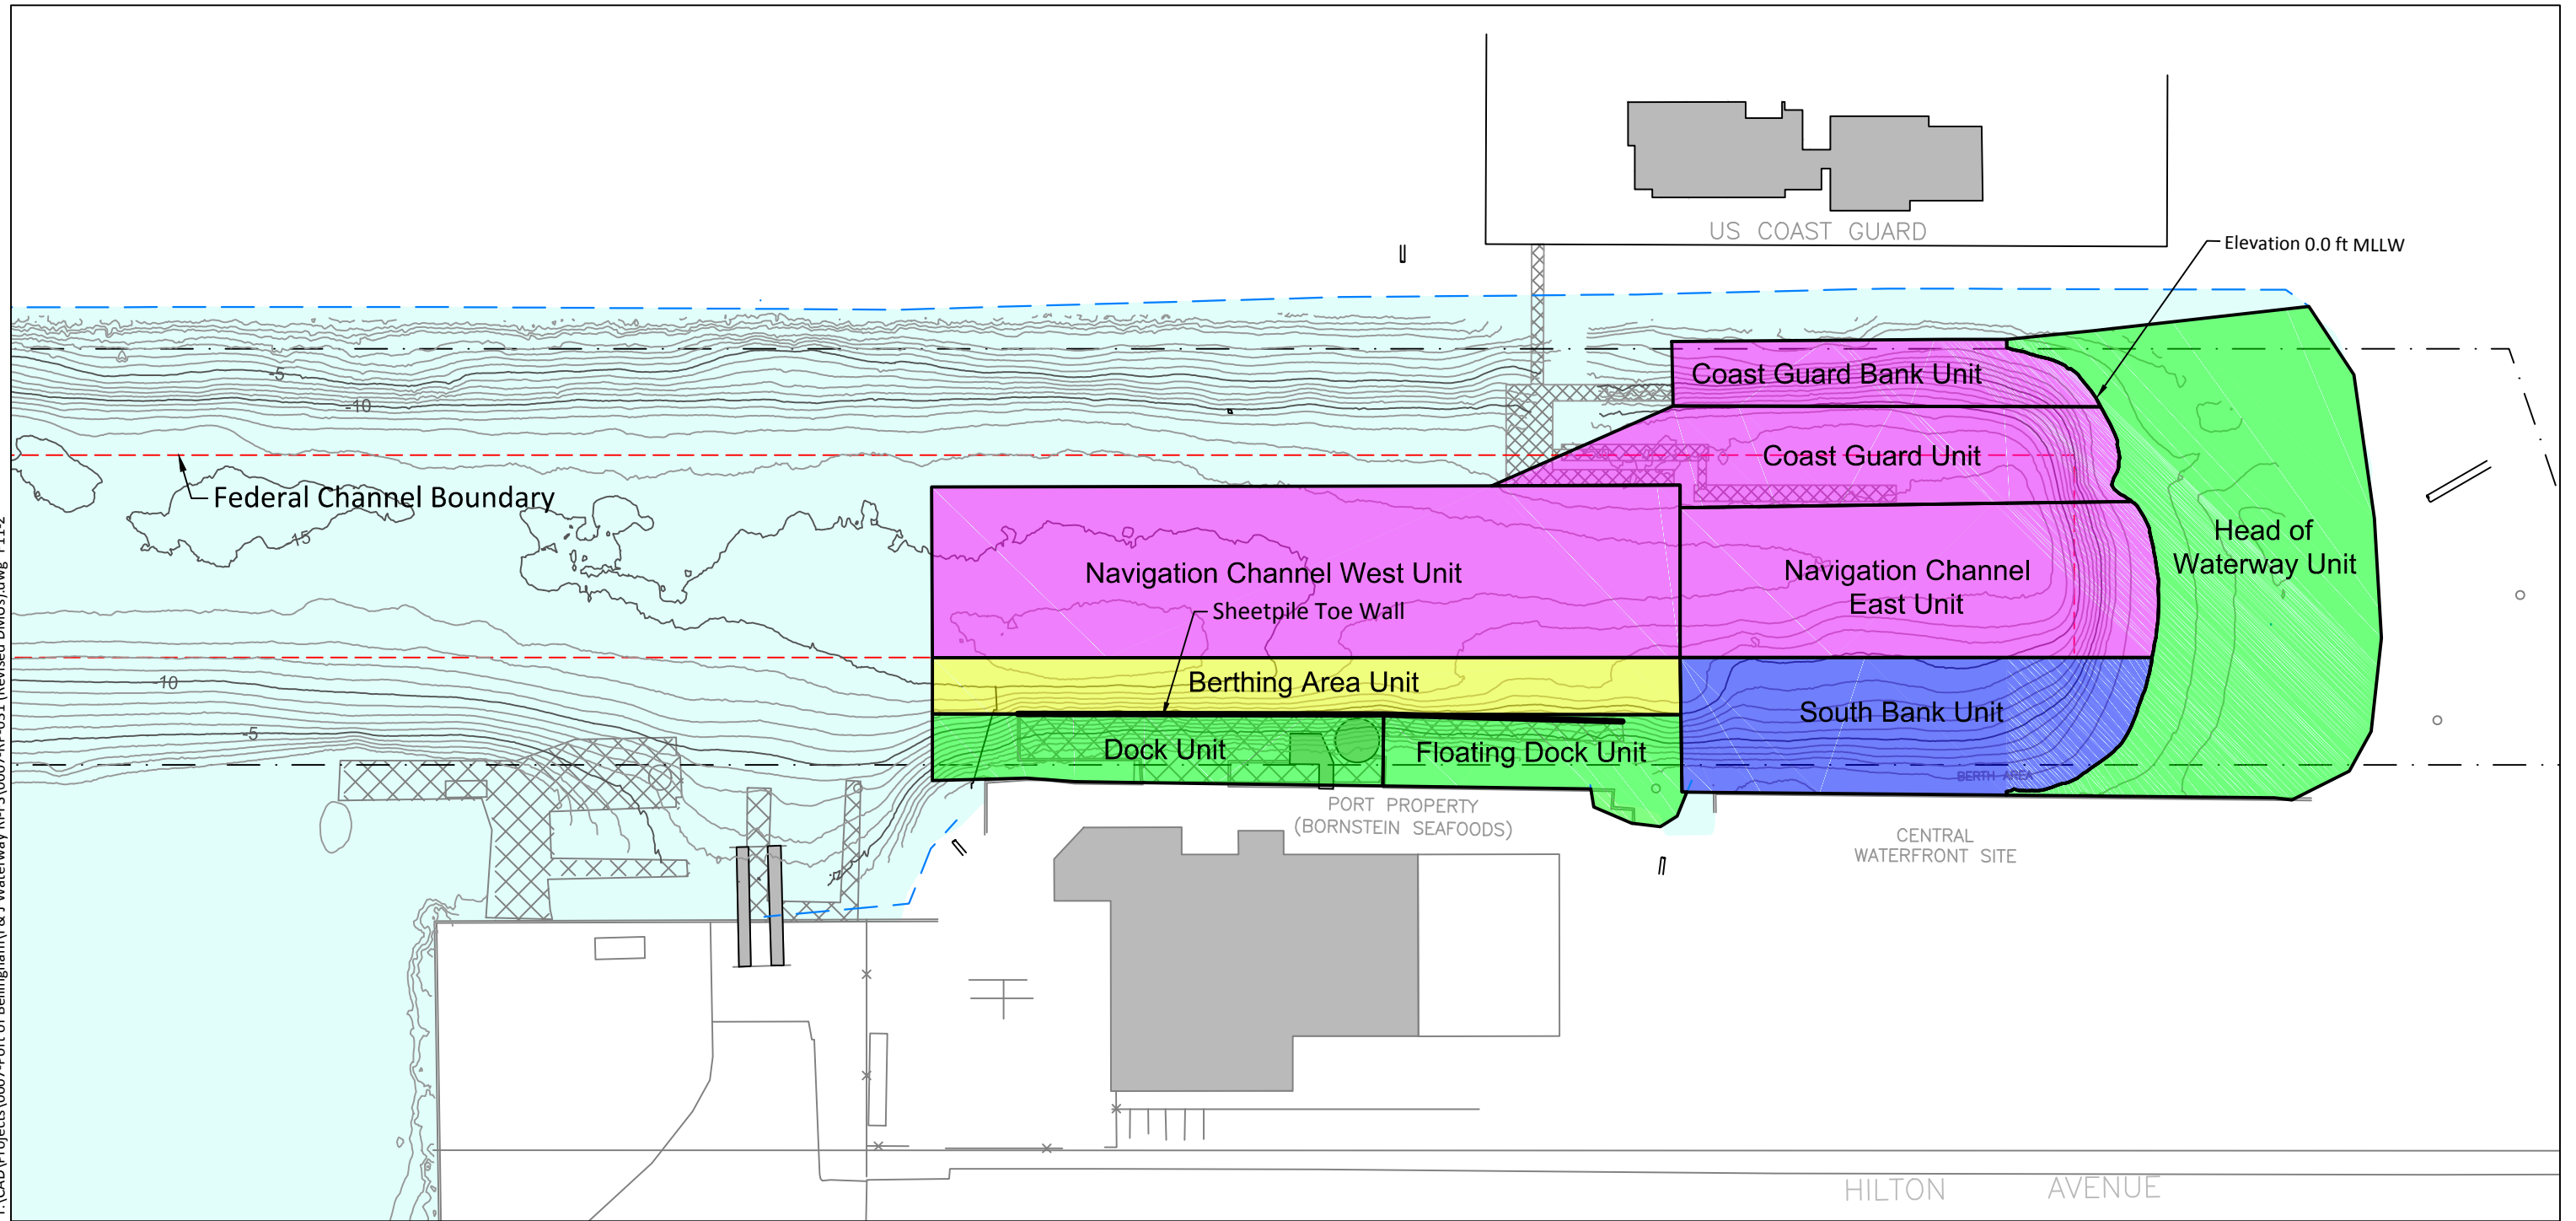 US COAST GUARD
Elevation 0.0 ft MLLW
-5
-10
Coast Guard Bank Unit
Coast Guard Unit
Federal Channel Boundary
15
Head of
Waterway Unit
Navigation Channel West Unit
Navigation Channel
East Unit
Sheetpile Toe Wall
-10
Berthing Area Unit
South Bank Unit
-5
Dock Unit
Floating Dock Unit
BERTH AREA
PORT PROPERTY
(BORNSTEIN SEAFOODS)
CENTRAL
WATERFRONT SITE
HILTON AVENUE